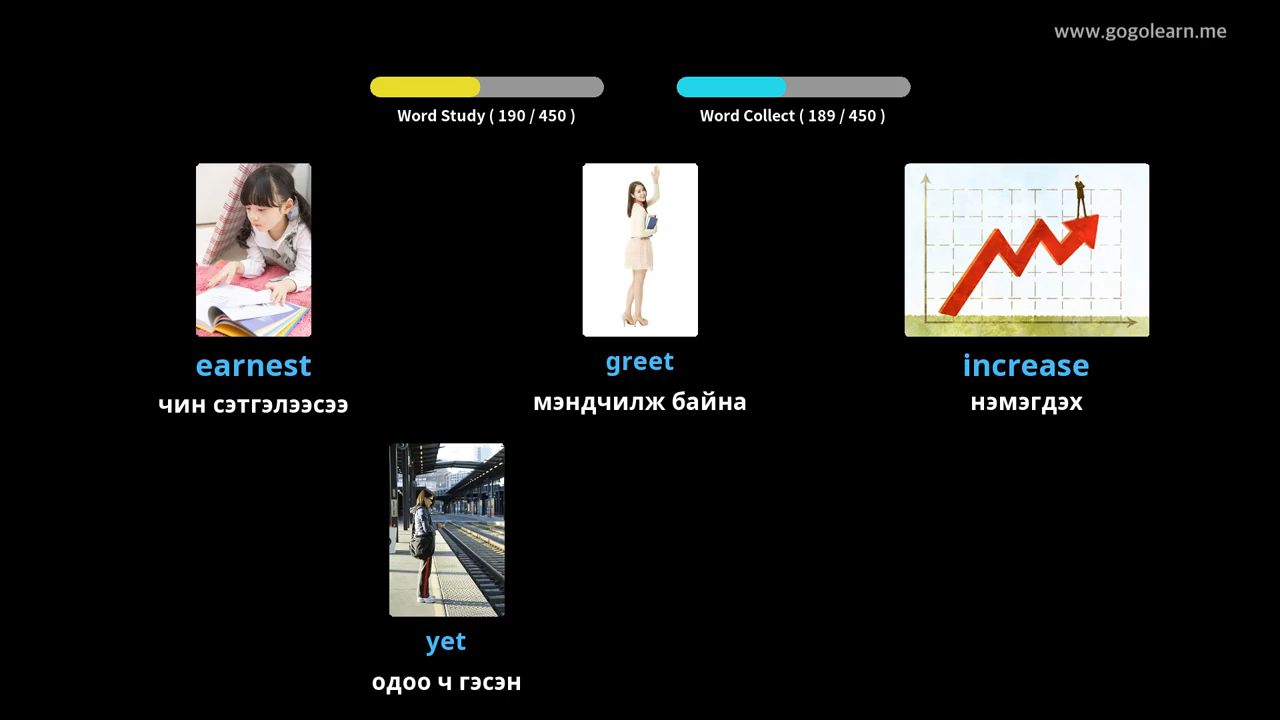 www.gogolearn.me
Word Study ( 190 / 450 )
Word Collect ( 189 / 450 )
earnest
чин сэтгэлээсээ
greet
мэндчилж байна
increase
нэмэгдэх
yet
одоо ч гэсэн